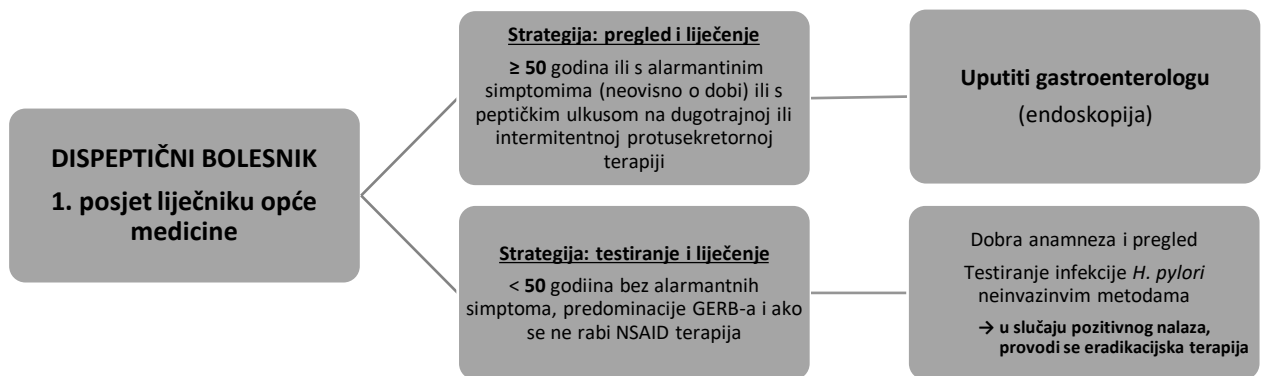 DISPEPTIČNI BOLESNIK
1. posjet liječniku opće
medicine
Strategija: pregled i liječenje
≥ 50 godina ili s alarmantinim
simptomima (neovisno o dobi) ili s
peptičkim ulkusom na dugotrajnoj ili
intermitentnoj protusekretornoj
terapiji
Uputiti gastroenterologu
(endoskopija)
Strategija: testiranje i liječenje
< 50 godiina bez alarmantnih
simptoma, predominacije GERB-a i ako
se ne rabi NSAID terapija
Dobra anamneza i pregled
Testiranje infekcije H. pylori
neinvazinvim metodama
→ u slučaju pozitivnog nalaza,
provodi se eradikacijska terapija